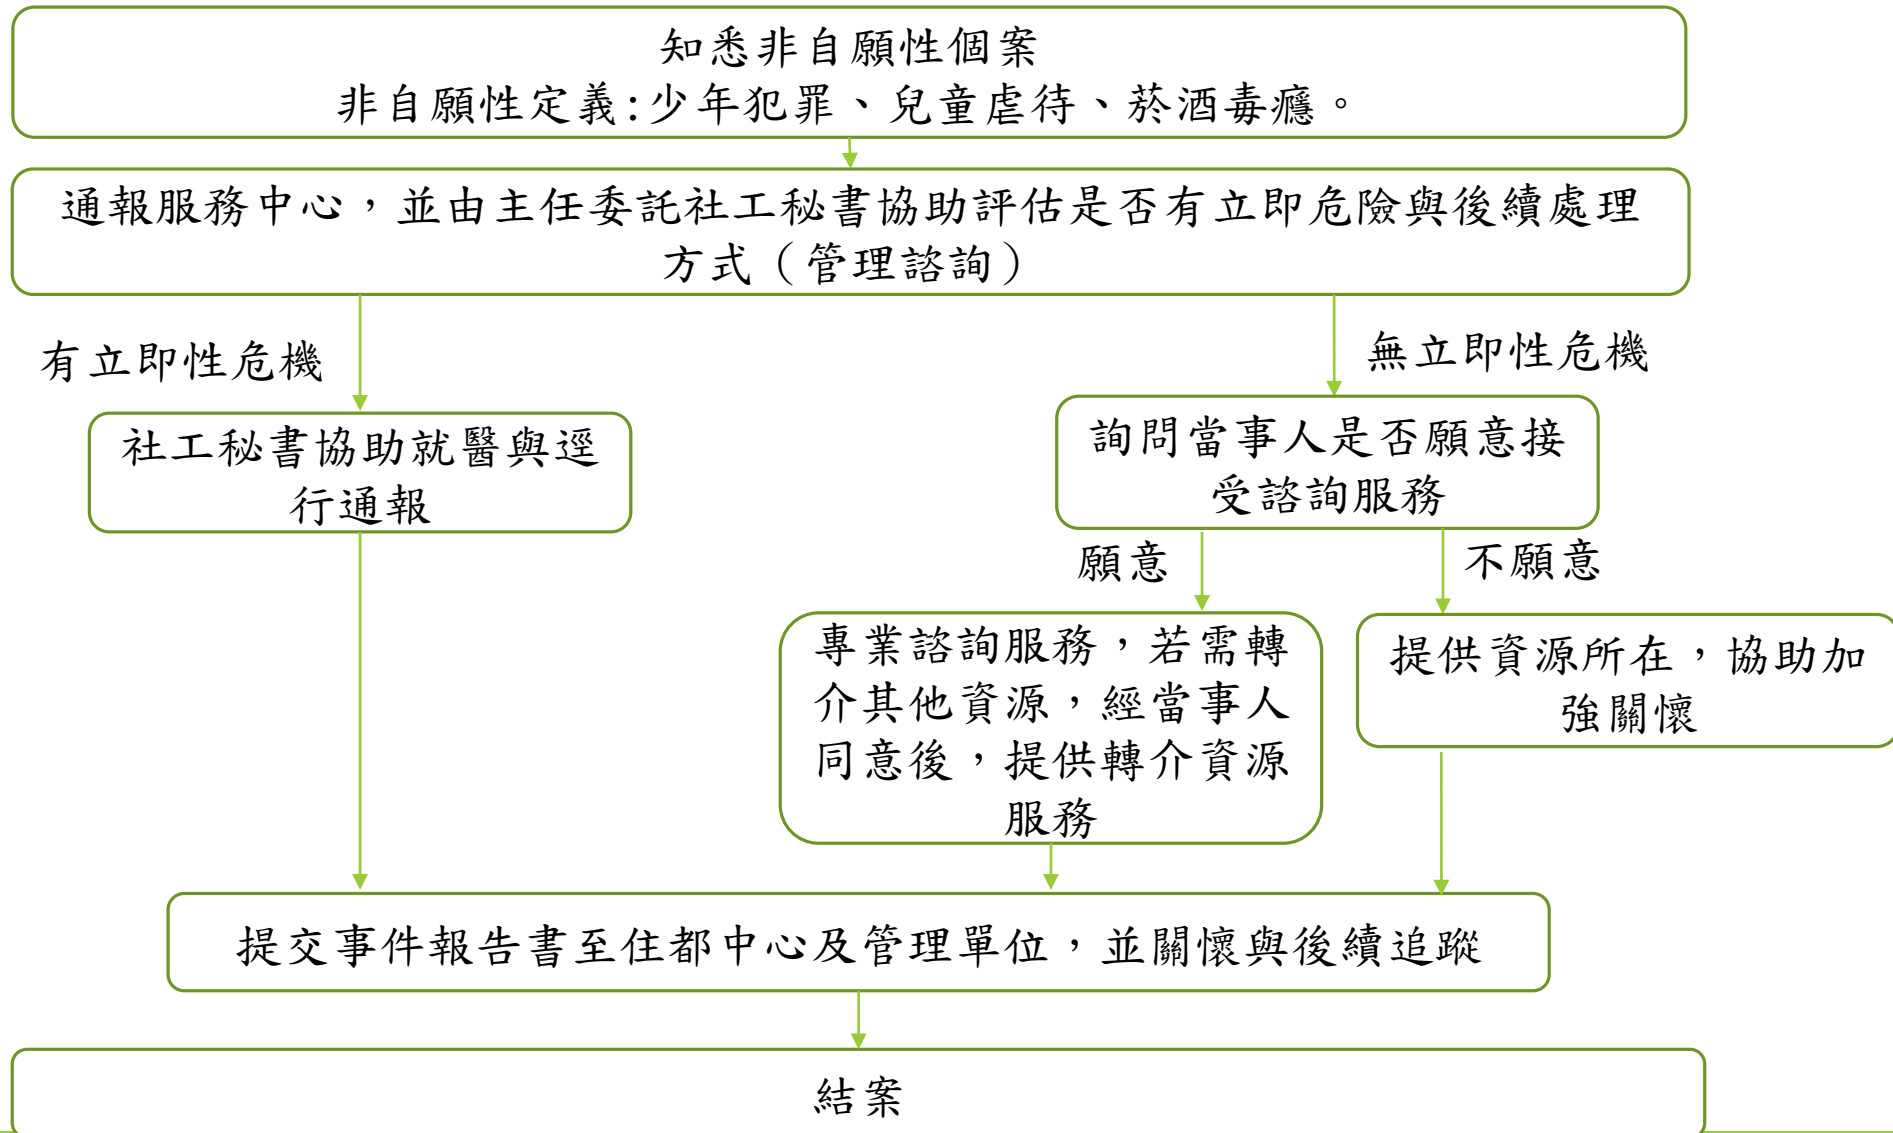 知悉非自願性個案
非自願性定義:少年犯罪、兒童虐待、菸酒毒癮。
通報服務中心，並由主任委託社工秘書協助評估是否有立即危險與後續處理
方式（管理諮詢）
有立即性危機
無立即性危機
社工秘書協助就醫與逕
行通報
詢問當事人是否願意接
受諮詢服務
願意
不願意
專業諮詢服務，若需轉
介其他資源，經當事人
同意後，提供轉介資源
服務
提供資源所在，協助加
強關懷
提交事件報告書至住都中心及管理單位，並關懷與後續追蹤
結案